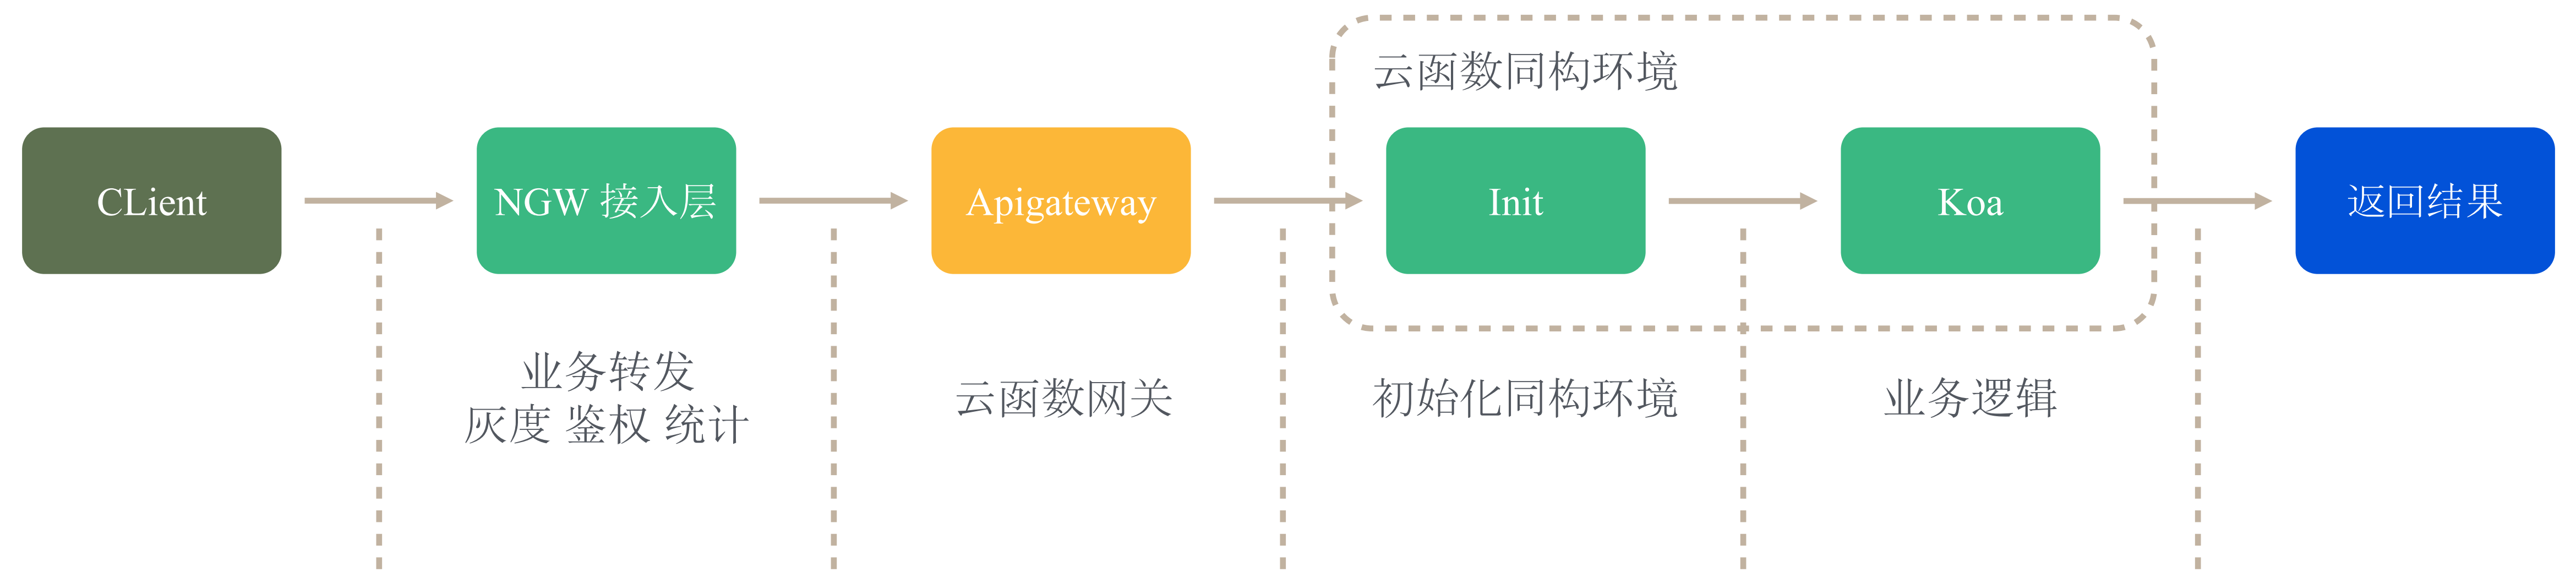 云函数同构环境
CLient
NGW 接入层
Apigateway
Init
Koa
返回结果
业务转发
灰度 鉴权 统计
云函数网关
初始化同构环境
业务逻辑